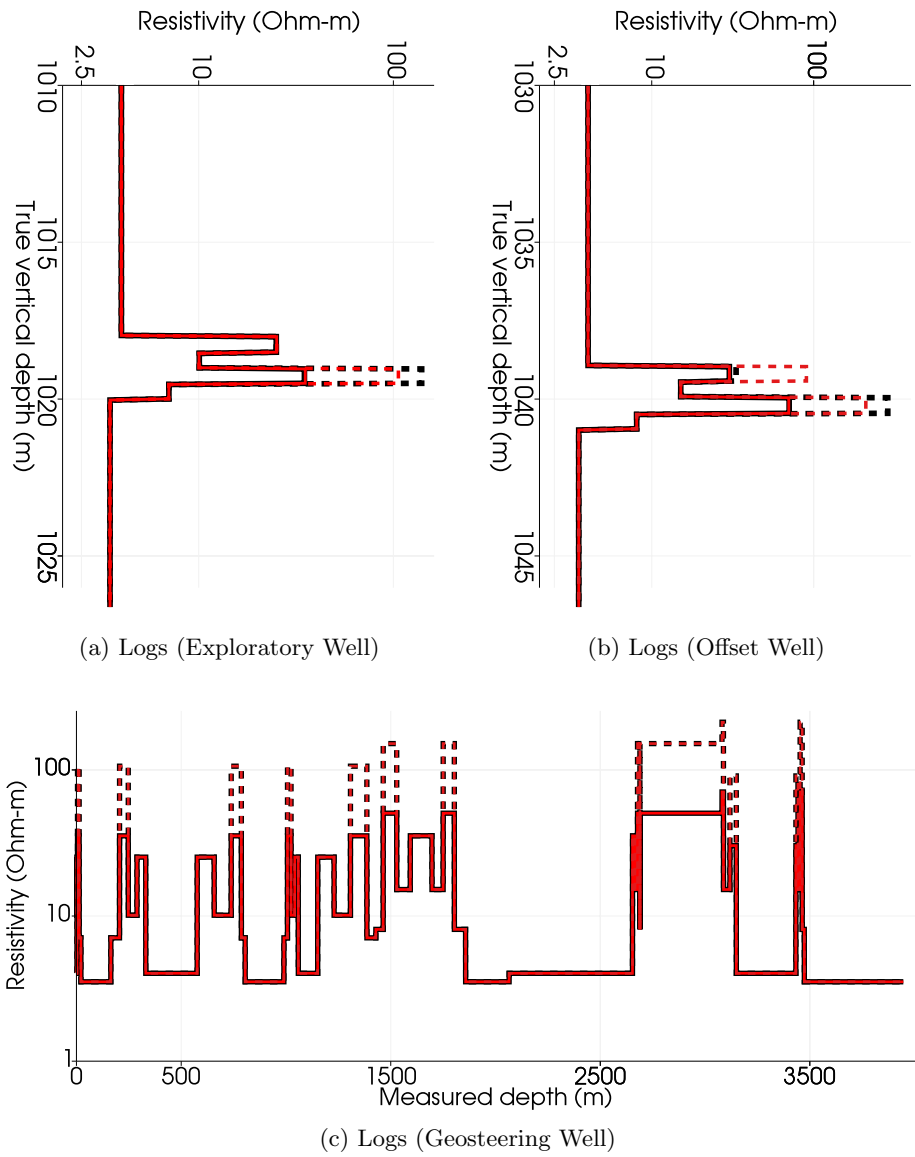 Resistivity (Ohm-m)
2.5 10 100
1010
1015
1020
1025
True vertical depth (m)
(a) Logs (Exploratory Well)
Resistivity (Ohm-m)
2.5 10 100
1030
1035
1040
1045
True vertical depth (m)
(b) Logs (Offset Well)
Resistivity (Ohm-m)
100
10
1
0 500 1500 2500 3500
Measured depth (m)
(c) Logs (Geosteering Well)